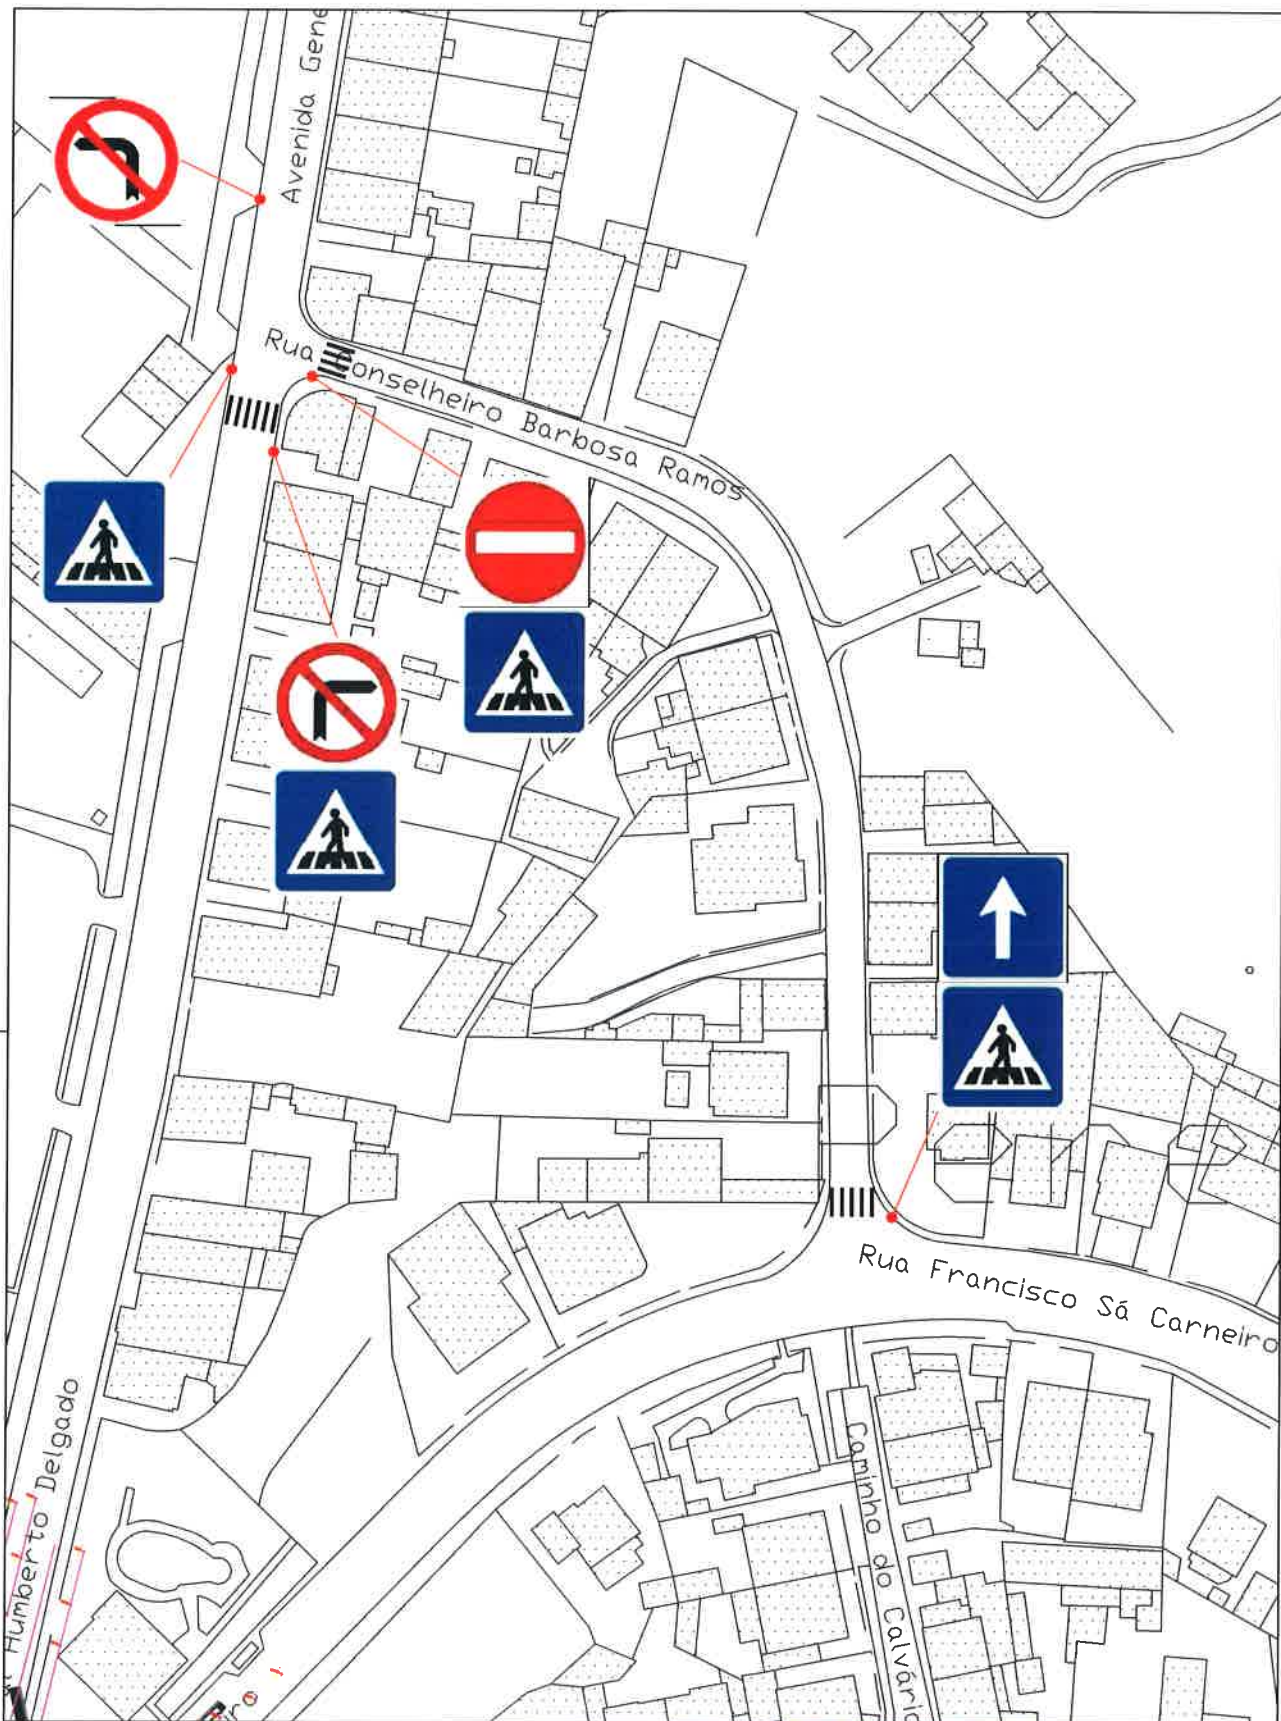 Avenida Gene
Rua Conselheiro Barbosa Ramos
Rua Francisco Sá Carneiro
Humberto Delgado
Caminho do Calvário